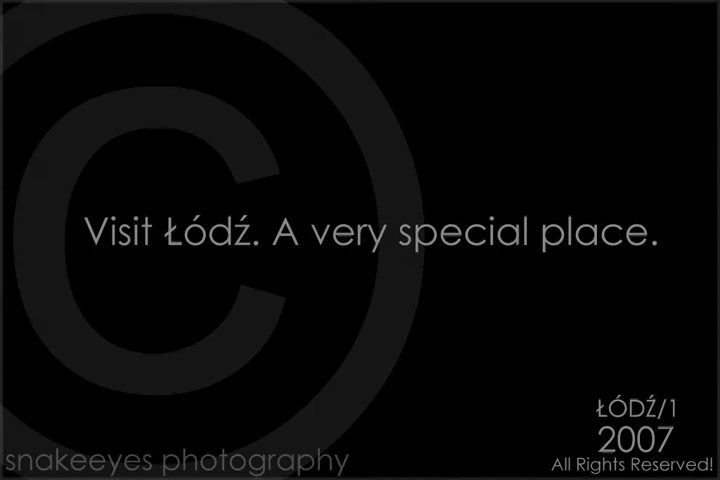 ©
Visit Łódź. A very special place.
ŁÓDŹ/1
2007
snakeeyes photography
All Rights Reserved!